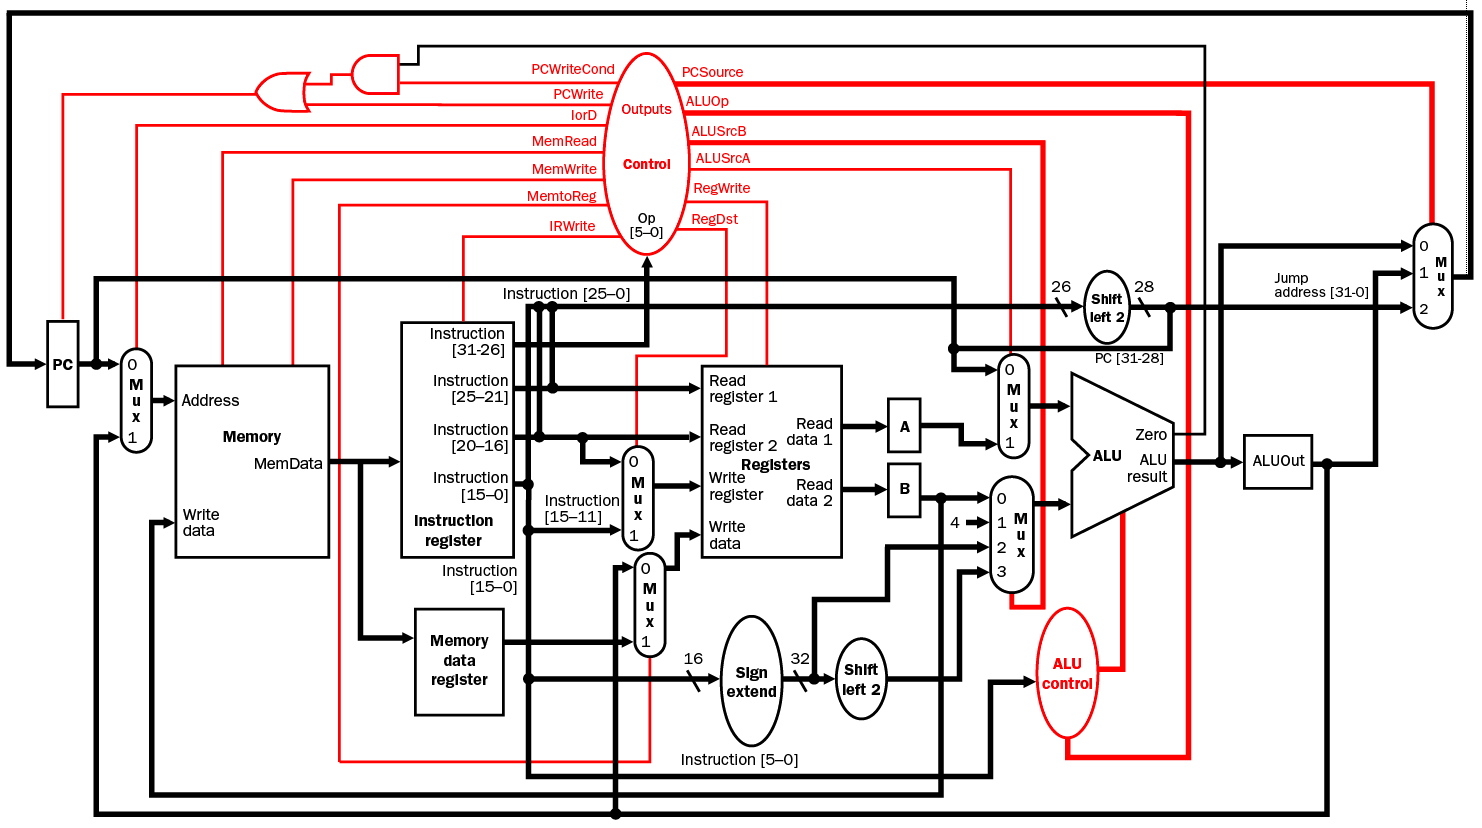 PCWriteCond
PCSource
PCWrite
ALUOp
Outputs
IorD
ALUSrcB
MemRead
ALUSrcA
Control
MemWrite
RegWrite
MemtoReg
RegDst
IRWrite
Op
[5–0]
Instruction [25–0]
26
Shift
left 2
28
Jump
address [31-0]
0
1
2
M
u
x
PC [31-28]
PC
0
M
u
x
1
Address
Memory
MemData
Write
data
Instruction
[31-26]
Instruction
[25–21]
Instruction
[20–16]
Instruction
[15–0]
Instruction
register
Instruction
[15–0]
Instruction
[15–11]
0
M
u
x
1
Read
register 1
Read
register 2
Write
register
Write
data
Registers
Read
data 1
Read
data 2
A
B
0
M
u
x
1
4
0
1
2
3
M
u
x
Zero
ALU
ALU
result
ALUOut
Memory
data
register
0
M
u
x
1
16
Sign
extend
32
Shift
left 2
ALU
control
Instruction [5–0]